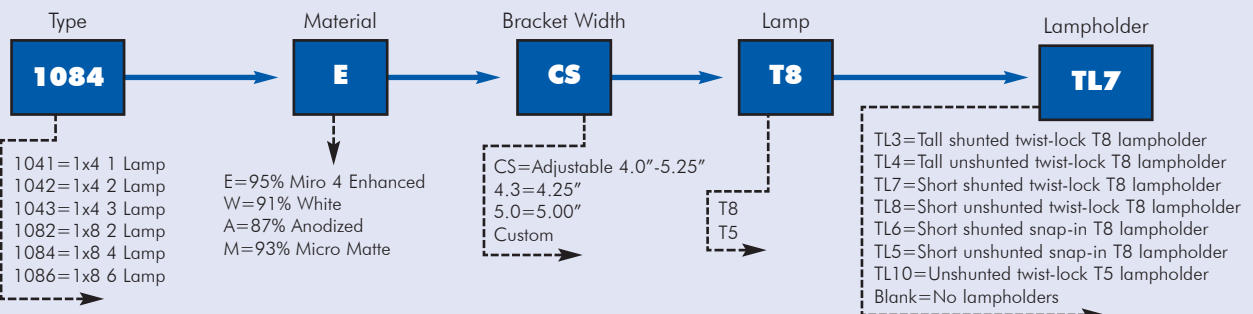 Type
1084
1041=1x4 1 Lamp
1042=1x4 2 Lamp
1043=1x4 3 Lamp
1082=1x8 2 Lamp
1084=1x8 4 Lamp
1086=1x8 6 Lamp
Material
E
E=95% Miro 4 Enhanced
W=91% White
A=87% Anodized
M=93% Micro Matte
Bracket Width
CS
CS=Adjustable 4.0”-5.25”
4.3=4.25”
5.0=5.00”
Custom
Lamp
T8
T8
T5
Lampholder
TL7
TL3=Tall shunted twist-lock T8 lampholder
TL4=Tall unshunted twist-lock T8 lampholder
TL7=Short shunted twist-lock T8 lampholder
TL8=Short unshunted twist-lock T8 lampholder
TL6=Short shunted snap-in T8 lampholder
TL5=Short unshunted snap-in T8 lampholder
TL10=Unshunted twist-lock T5 lampholder
Blank=No lampholders